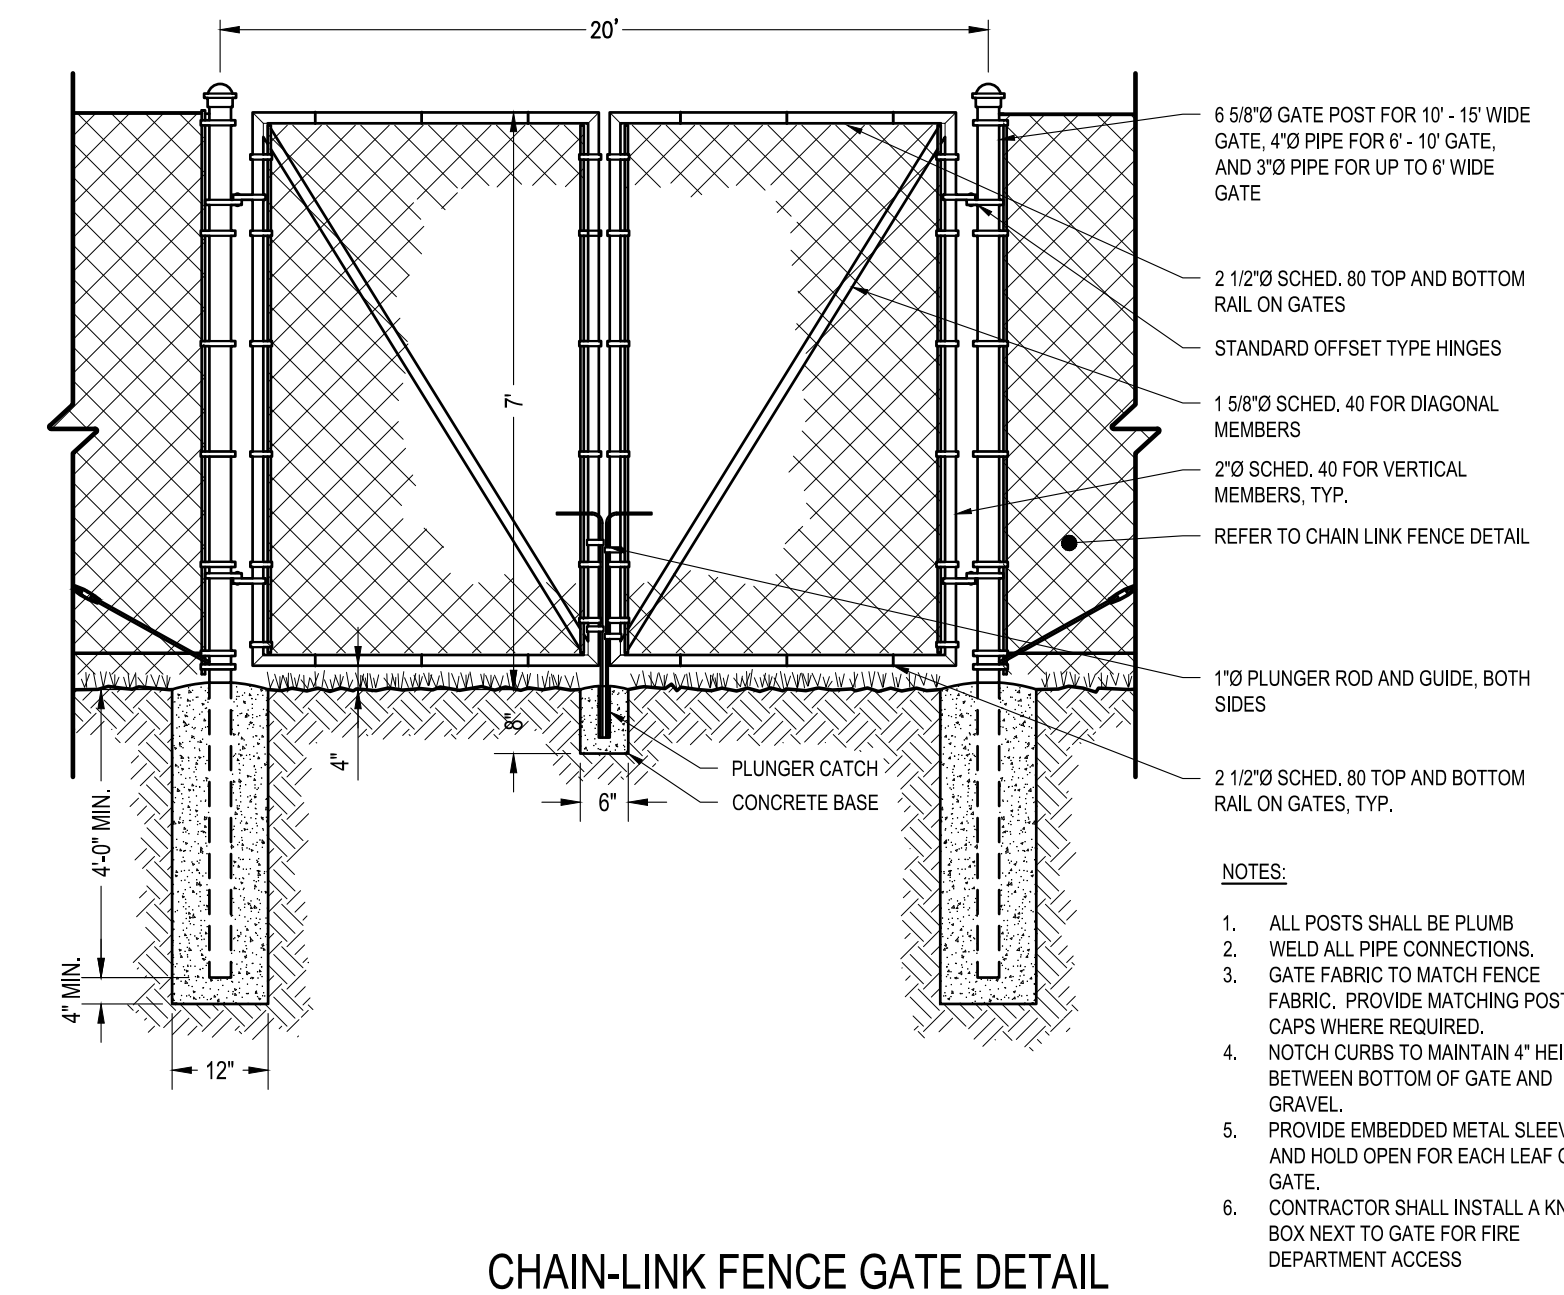 20'
6 5/8"Ø GATE POST FOR 10' - 15' WIDE
GATE, 4"Ø PIPE FOR 6' - 10' GATE,
AND 3"Ø PIPE FOR UP TO 6' WIDE
GATE
2 1/2"Ø SCHED. 80 TOP AND BOTTOM
RAIL ON GATES
STANDARD OFFSET TYPE HINGES
1 5/8"Ø SCHED. 40 FOR DIAGONAL
MEMBERS
2"Ø SCHED. 40 FOR VERTICAL
MEMBERS, TYP.
REFER TO CHAIN LINK FENCE DETAIL
1"Ø PLUNGER ROD AND GUIDE, BOTH
SIDES
2 1/2"Ø SCHED. 80 TOP AND BOTTOM
RAIL ON GATES, TYP.
7'
8"
4"
PLUNGER CATCH
CONCRETE BASE
6"
4'-0" MIN.
4" MIN.
12"
NOTES:
1. ALL POSTS SHALL BE PLUMB
2. WELD ALL PIPE CONNECTIONS.
3. GATE FABRIC TO MATCH FENCE
FABRIC. PROVIDE MATCHING POST
CAPS WHERE REQUIRED.
4. NOTCH CURBS TO MAINTAIN 4"
BETWEEN BOTTOM OF GATE AND
GRAVEL.
5. PROVIDE EMBEDDED METAL
AND HOLD OPEN FOR EACH LEAF
GATE.
6. CONTRACTOR SHALL INSTALL A
BOX NEXT TO GATE FOR FIRE
DEPARTMENT ACCESS
CHAIN-LINK FENCE GATE DETAIL